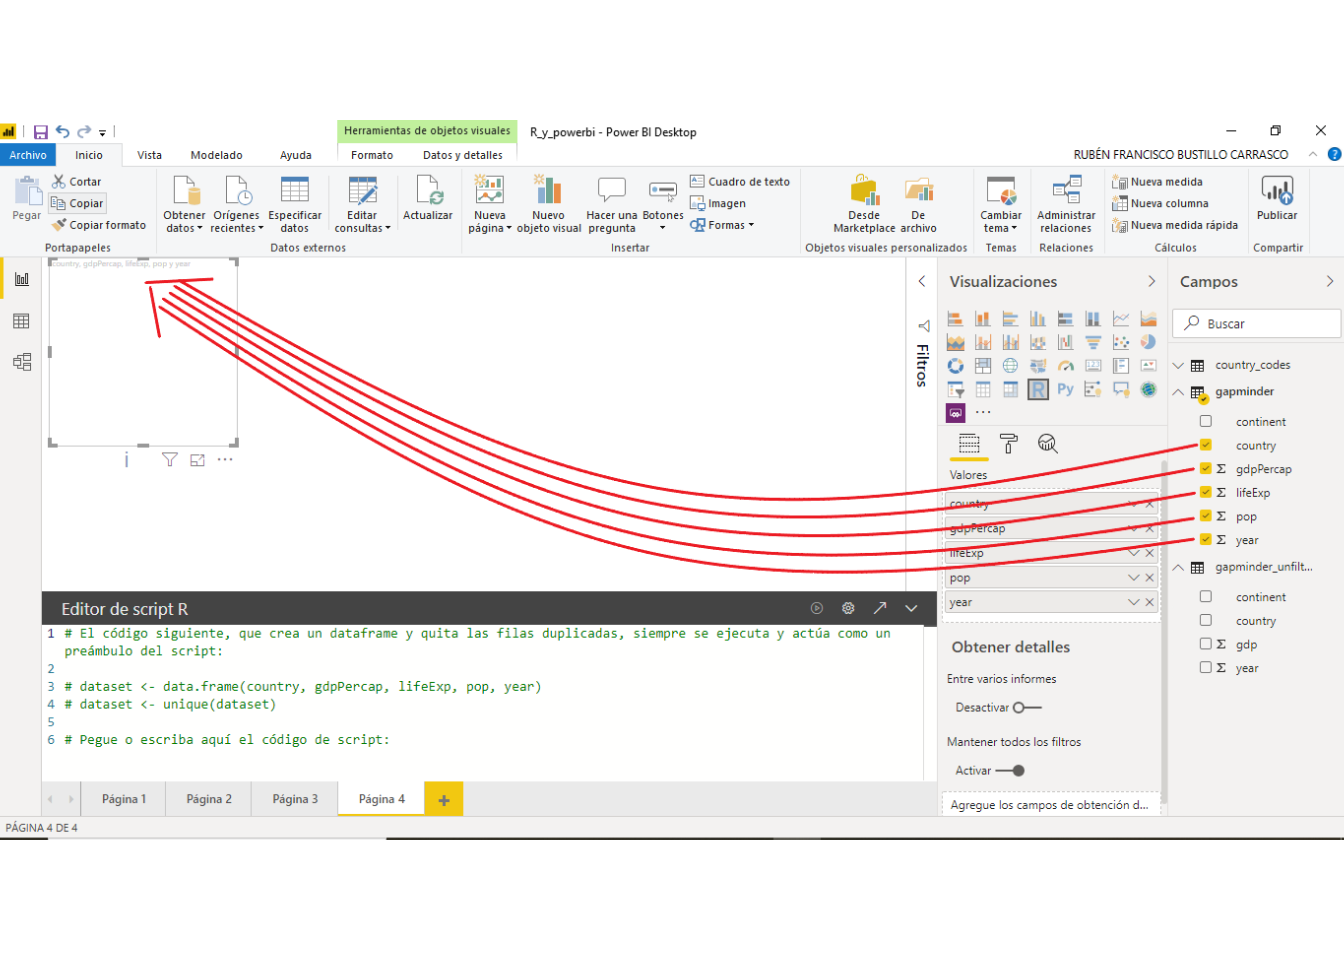 Herramientas de objetos visuales
R_y_powerbi - Power BI Desktop
Archivo
Inicio
Vista
Modelado
Ayuda
Formato
Datos y detalles
RUBÉN FRANCISCO BUSTILLO CARRASCO
Pegar
Cortar
Copiar
Copiar formato
Portapapeles
Obtener datos
Orígenes recientes
Especificar datos
Editar consultas
Datos externos
Actualizar
Nueva página
Nuevo objeto visual
Hacer una pregunta
Botones
Cuadro de texto
Imagen
Formas
Insertar
Desde Marketplace
De archivo
Objetos visuales personalizados
Cambiar tema
Temas
Administrar relaciones
Relaciones
Nueva medida
Nueva columna
Nueva medida rápida
Cálculos
Publicar
Compartir
country, gdpPercap, lifeExp, pop y year
Filtros
Visualizaciones
R
Py
Valores
country
gdpPercap
lifeExp
pop
year
Obtener detalles
Entre varios informes
Desactivar
Mantener todos los filtros
Activar
Agregue los campos de obtención d...
Campos
Buscar
country_codes
gapminder
continent
country
Σ gdpPercap
Σ lifeExp
Σ pop
Σ year
gapminder_unfilt...
continent
country
Σ gdp
Σ year
Editor de script R
1 # El código siguiente, que crea un dataframe y quita las filas duplicadas, siempre se ejecuta y actúa como un
preámbulo del script:
2
3 # dataset <- data.frame(country, gdpPercap, lifeExp, pop, year)
4 # dataset <- unique(dataset)
5
6 # Pegue o escriba aquí el código de script:
Página 1
Página 2
Página 3
Página 4
PÁGINA 4 DE 4